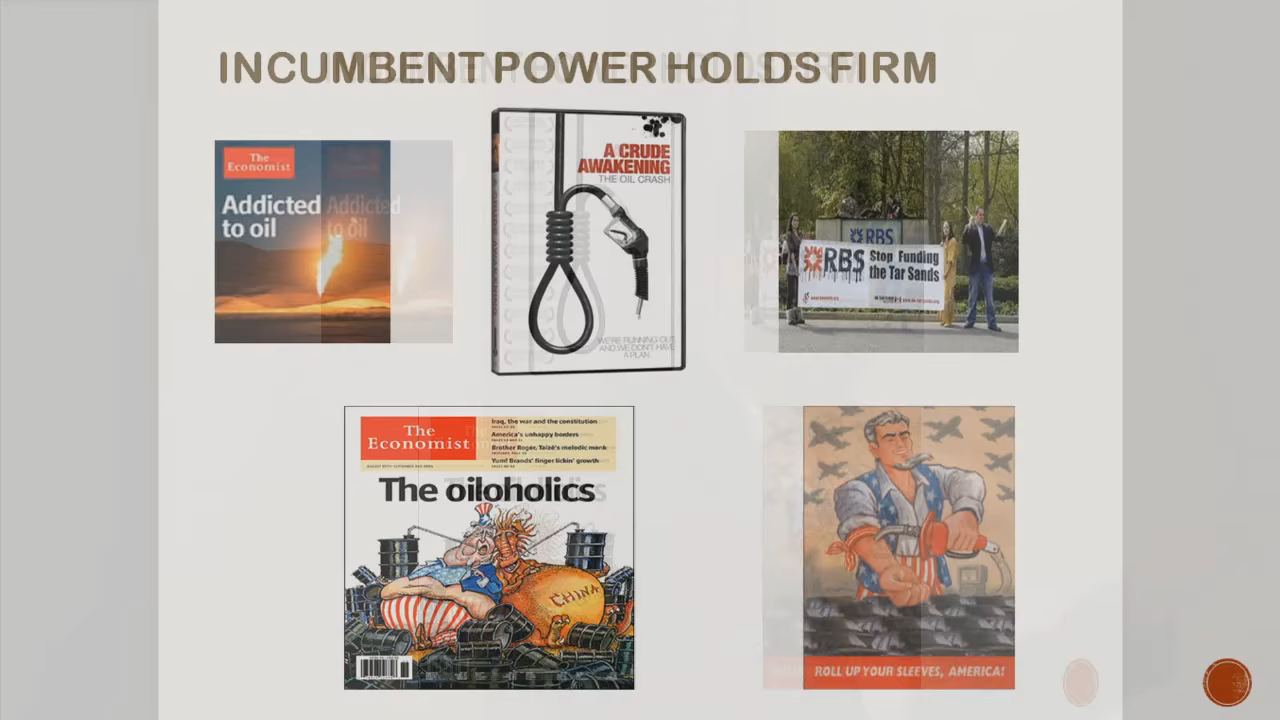 INCUMBENT POWER HOLDS FIRM
The
Economist
Addicted
to oil
A CRUDE
AWAKENING
THE OIL CRASH
WE'RE RUNNING OUT
AND WE DON'T HAVE
A PLAN
RBS
RBS Stop Funding
the Tar Sands
The
Economist
Iraq, the war and the constitution
America's unhappy borders
Brother Roger, Taizé's melodic monk
Yum! Brands' finger lickin' growth
The oiloholics
CHINA
ROLL UP YOUR SLEEVES, AMERICA!